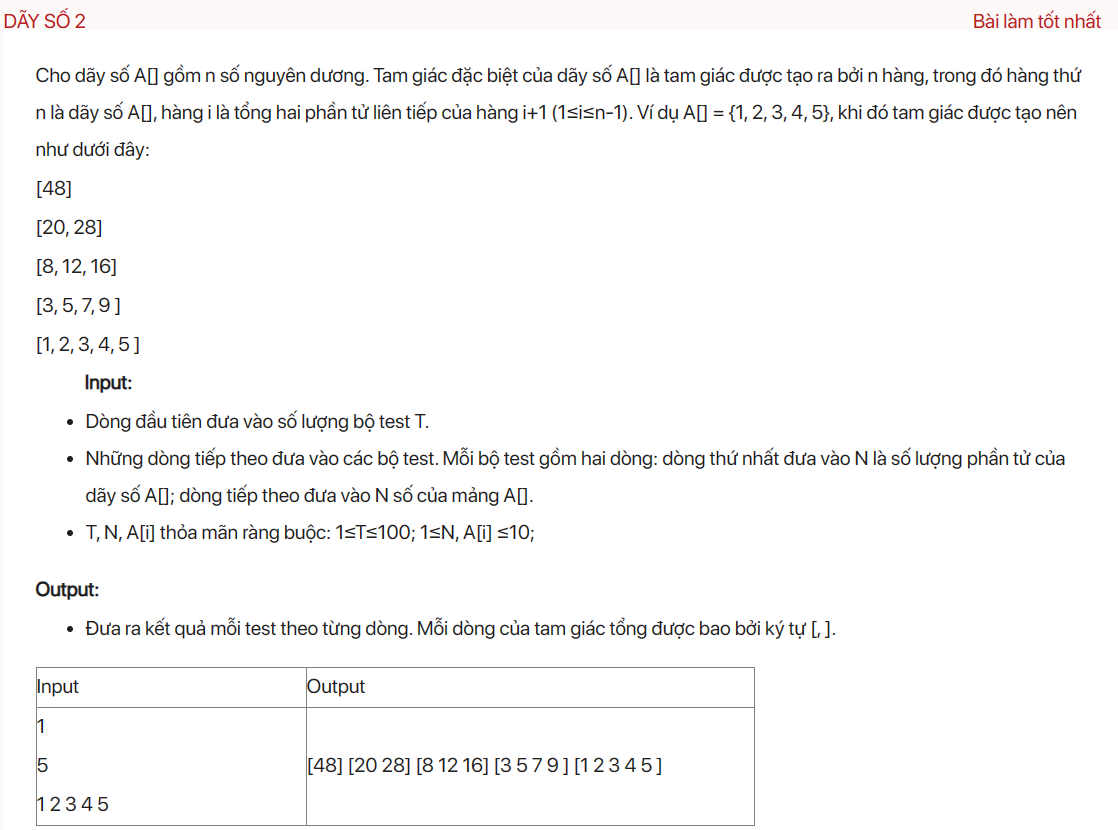 DÃY SỐ 2
Bài làm tốt nhất
Cho dãy số A[] gồm n số nguyên dương. Tam giác đặc biệt của dãy số A[] là tam giác được tạo ra bởi n hàng, trong đó hàng thứ
n là dãy số A[], hàng i là tổng hai phần tử liên tiếp của hàng i+1 (1≤i≤n-1). Ví dụ A[] = {1, 2, 3, 4, 5}, khi đó tam giác được tạo nên
như dưới đây:
[48]
[20, 28]
[8, 12, 16]
[3, 5, 7, 9 ]
[1, 2, 3, 4, 5 ]
Input:
• Dòng đầu tiên đưa vào số lượng bộ test T.
• Những dòng tiếp theo đưa vào các bộ test. Mỗi bộ test gồm hai dòng: dòng thứ nhất đưa vào N là số lượng phần tử của
dãy số A[]; dòng tiếp theo đưa vào N số của mảng A[].
• T, N, A[i] thỏa mãn ràng buộc: 1≤T≤100; 1≤N, A[i] ≤10;
Output:
• Đưa ra kết quả mỗi test theo từng dòng. Mỗi dòng của tam giác tổng được bao bởi ký tự [, ].
Input
Output
1
5
1 2 3 4 5
[48] [20 28] [8 12 16] [3 5 7 9 ] [1 2 3 4 5 ]